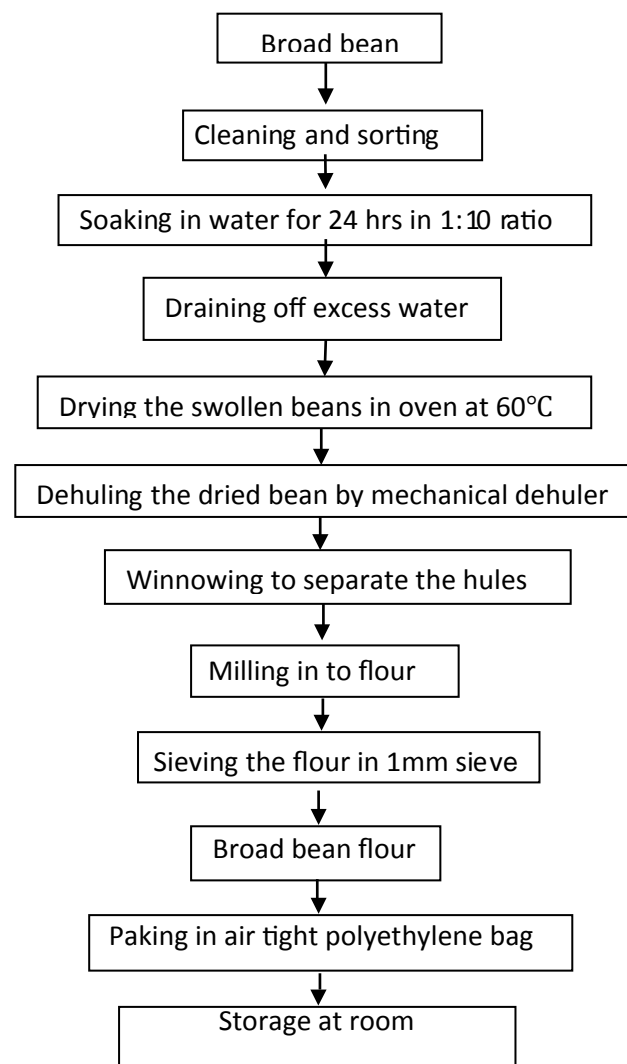 Broad bean
Cleaning and sorting
Soaking in water for 24 hrs in 1:10 ratio
Draining off excess water
Drying the swollen beans in oven at 60°C
Dehuling the dried bean by mechanical dehuler
Winnowing to separate the hules
Milling in to flour
Sieving the flour in 1mm sieve
Broad bean flour
Paking in air tight polyethylene bag
Storage at room